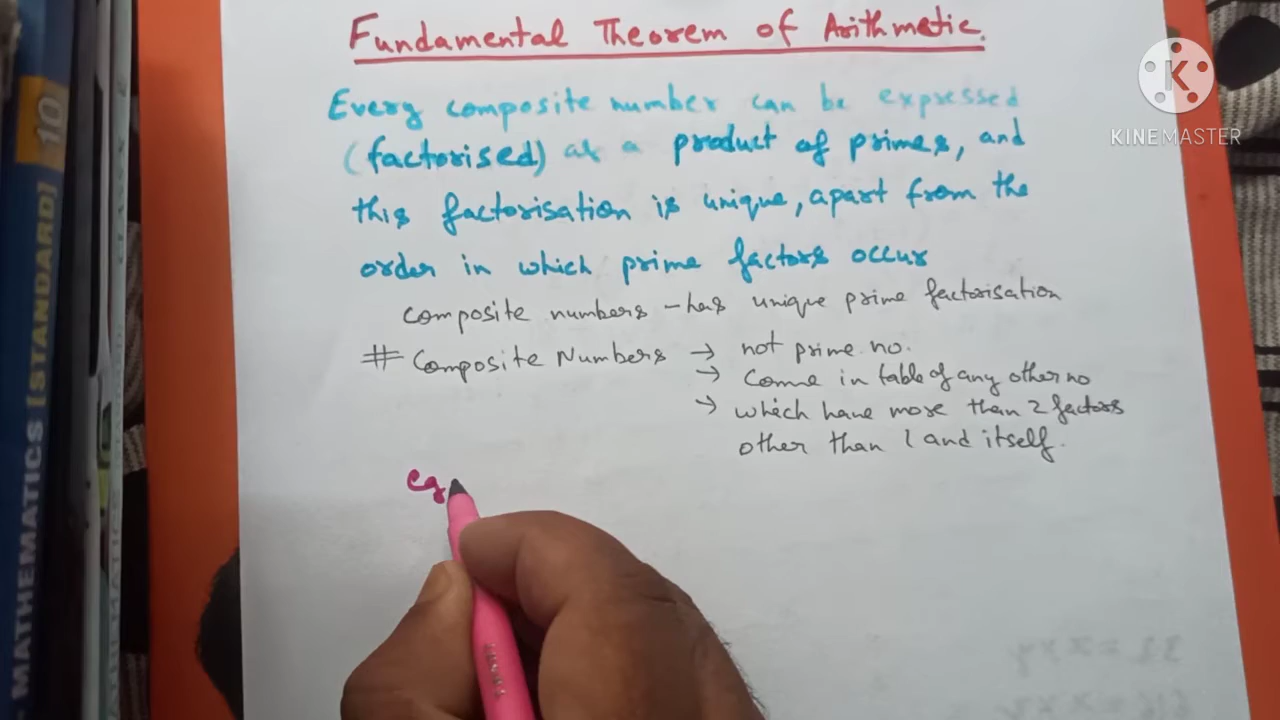 Fundamental Theorem of Arithmetic.
Every composite number can be expressed
(factorised) as a product of primes, and
this factorisation is unique, apart from the
order in which prime factors occur
composite numbers - has unique prime factorisation
# Composite Numbers → not prime no.
→ Come in table of any other no
→ which have more than 2 factors
other than 1 and itself.
eg
K
KINEMASTER
MATHEMATICS [STANDARD] 10